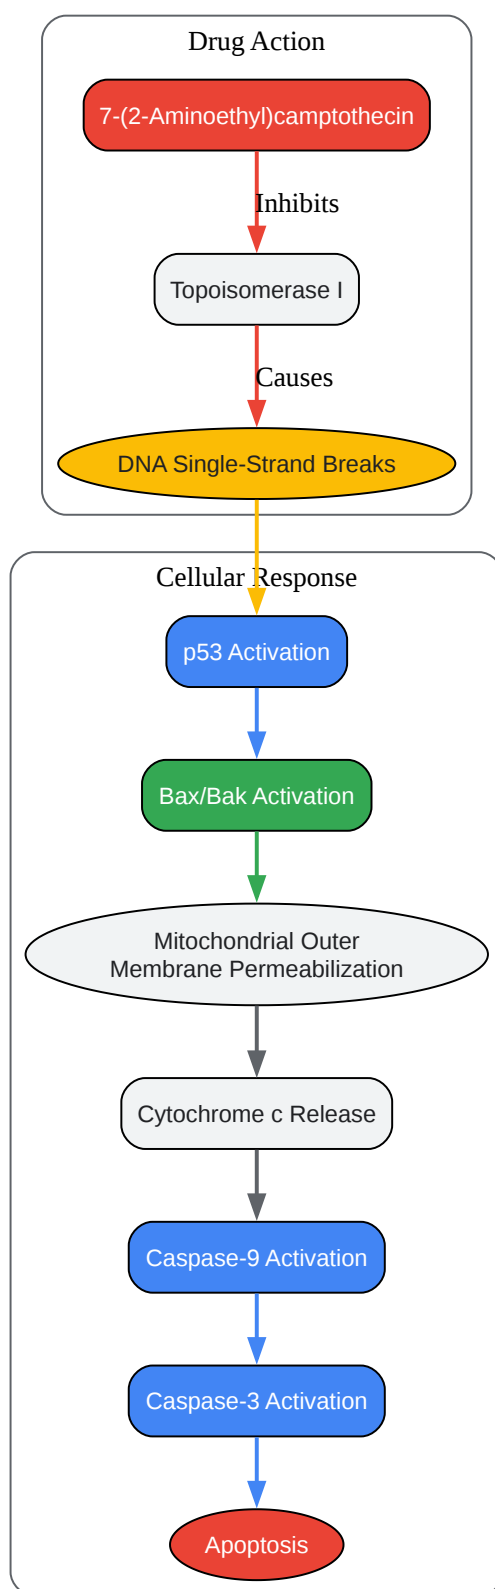 Drug Action
7-(2-Aminoethyl)camptothecin
Inhibits
Topoisomerase I
Causes
DNA Single-Strand Breaks
Cellular Response
p53 Activation
Bax/Bak Activation
Mitochondrial Outer
Membrane Permeabilization
Cytochrome c Release
Caspase-9 Activation
Caspase-3 Activation
Apoptosis